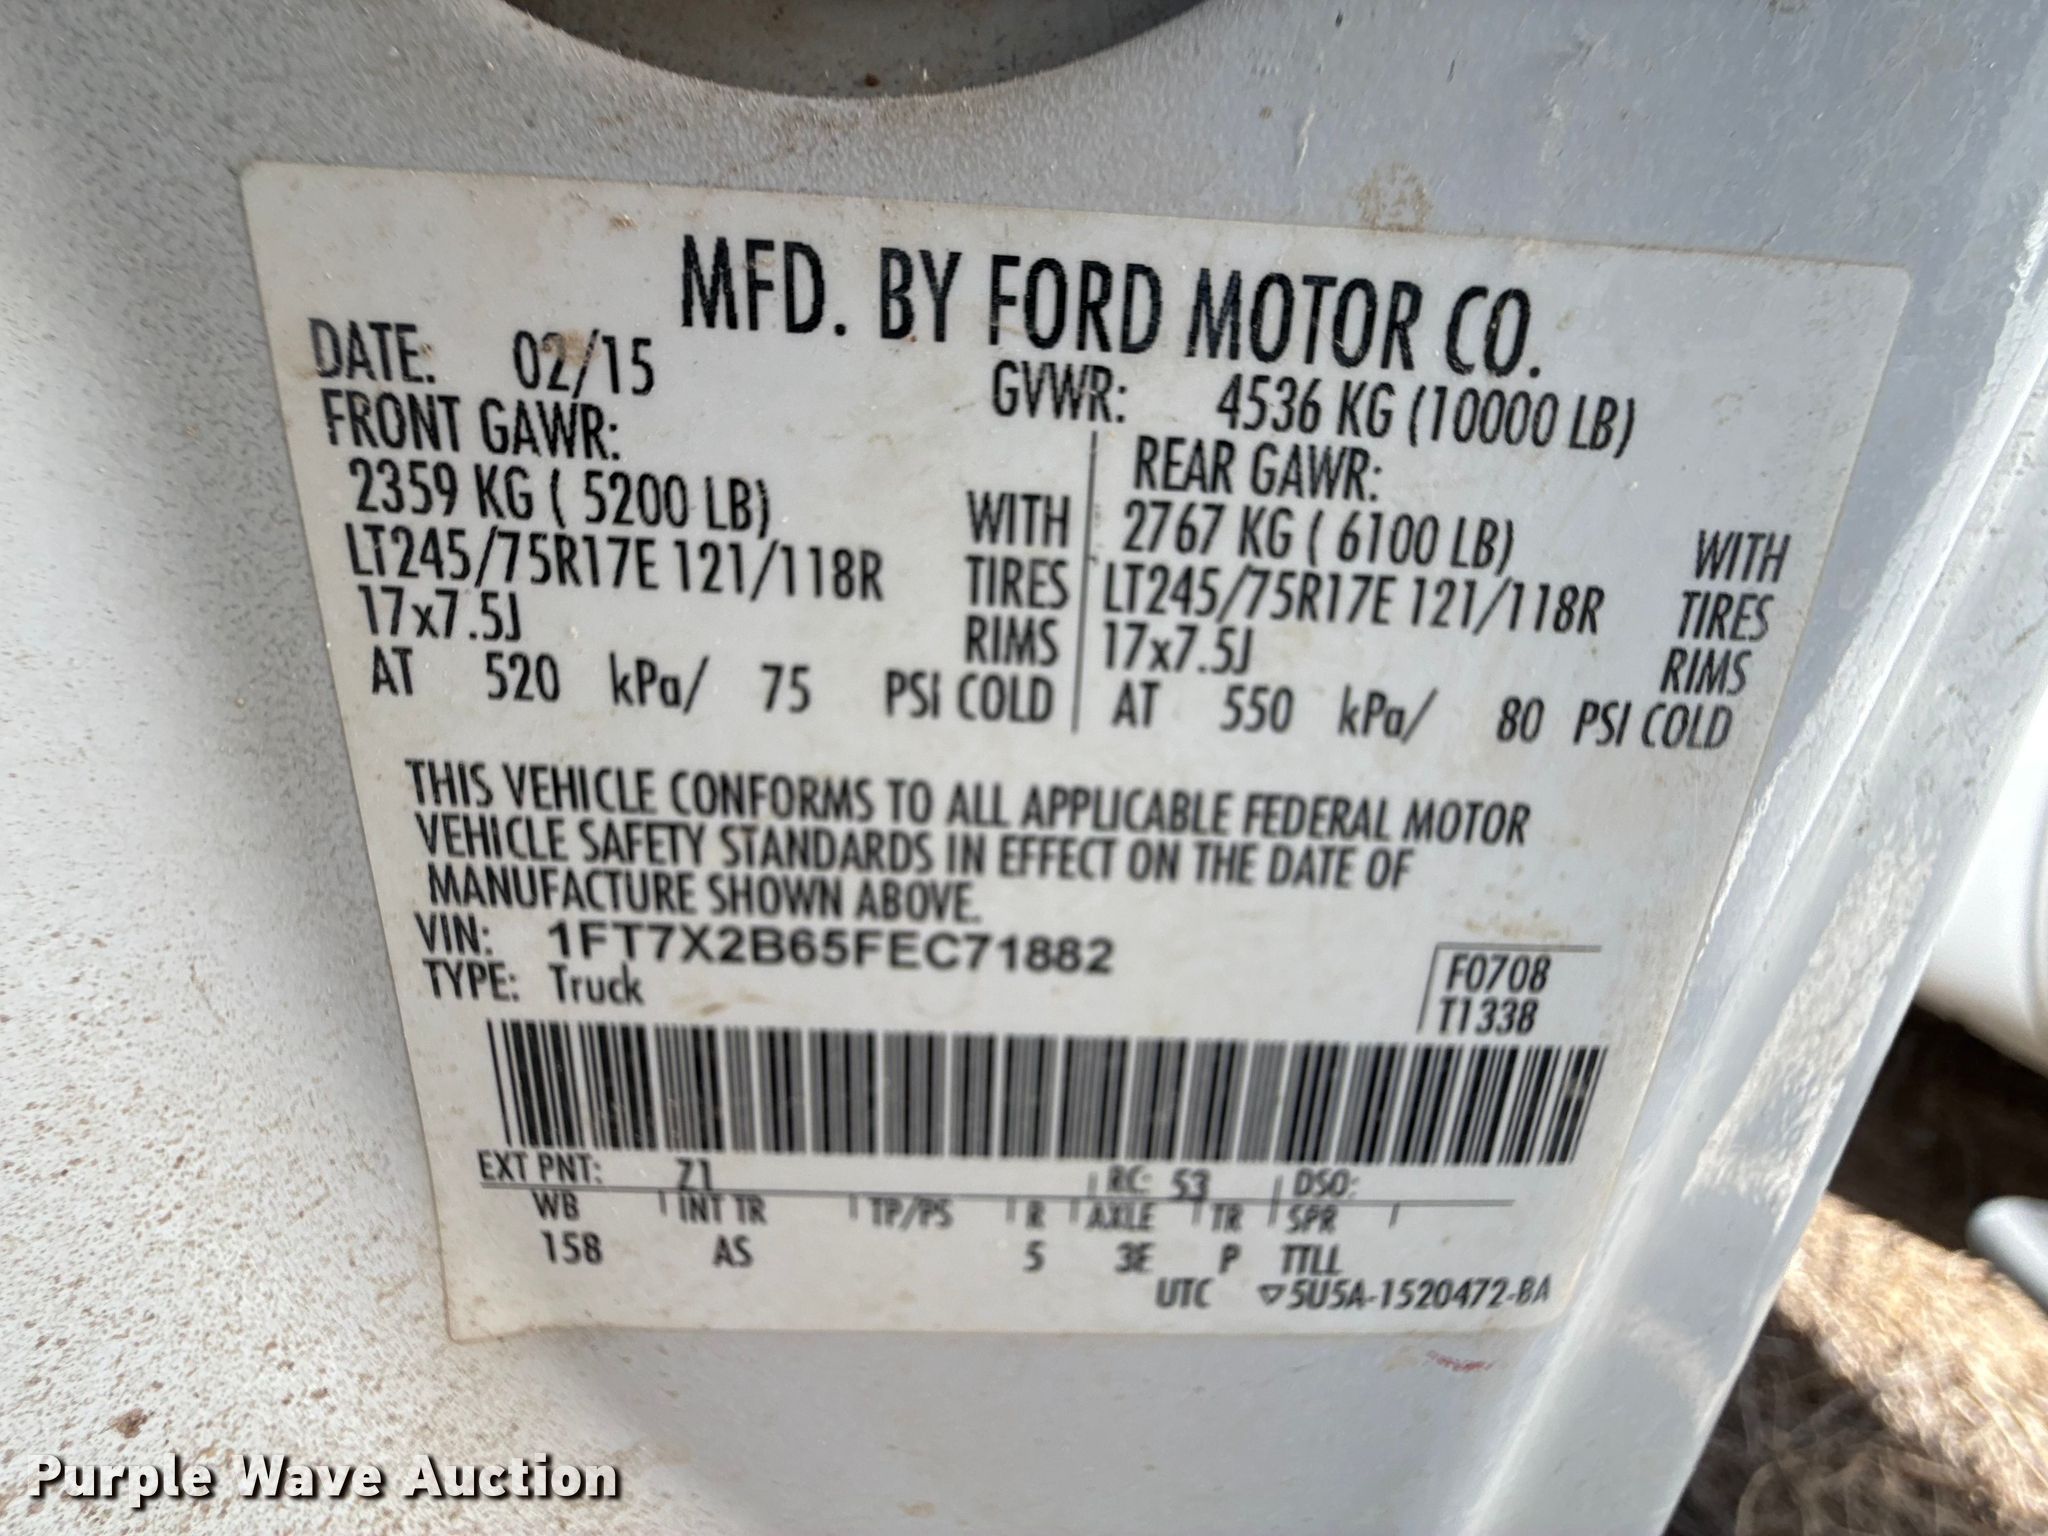 MFD. BY FORD MOTOR CO.
DATE: 02/15 GVWR: 4536 KG (10000 LB)
FRONT GAWR: REAR GAWR:
2359 KG ( 5200 LB) WITH 2767 KG ( 6100 LB) WITH
LT245/75R17E 121/118R TIRES LT245/75R17E 121/118R TIRES
17x7.5J RIMS 17x7.5J RIMS
AT 520 kPa/ 75 PSI COLD AT 550 kPa/ 80 PSI COLD
THIS VEHICLE CONFORMS TO ALL APPLICABLE FEDERAL MOTOR
VEHICLE SAFETY STANDARDS IN EFFECT ON THE DATE OF
MANUFACTURE SHOWN ABOVE.
VIN: 1FT7X2B65FEC71882
TYPE: Truck
F0708
T1338
EXT PNT: Z1 RC: 53 DSO:
WB INT TR TP/PS R AXLE TR SPR
158 AS 5 3E P TTLL
UTC ▽5U5A-1520472-BA
Purple Wave Auction